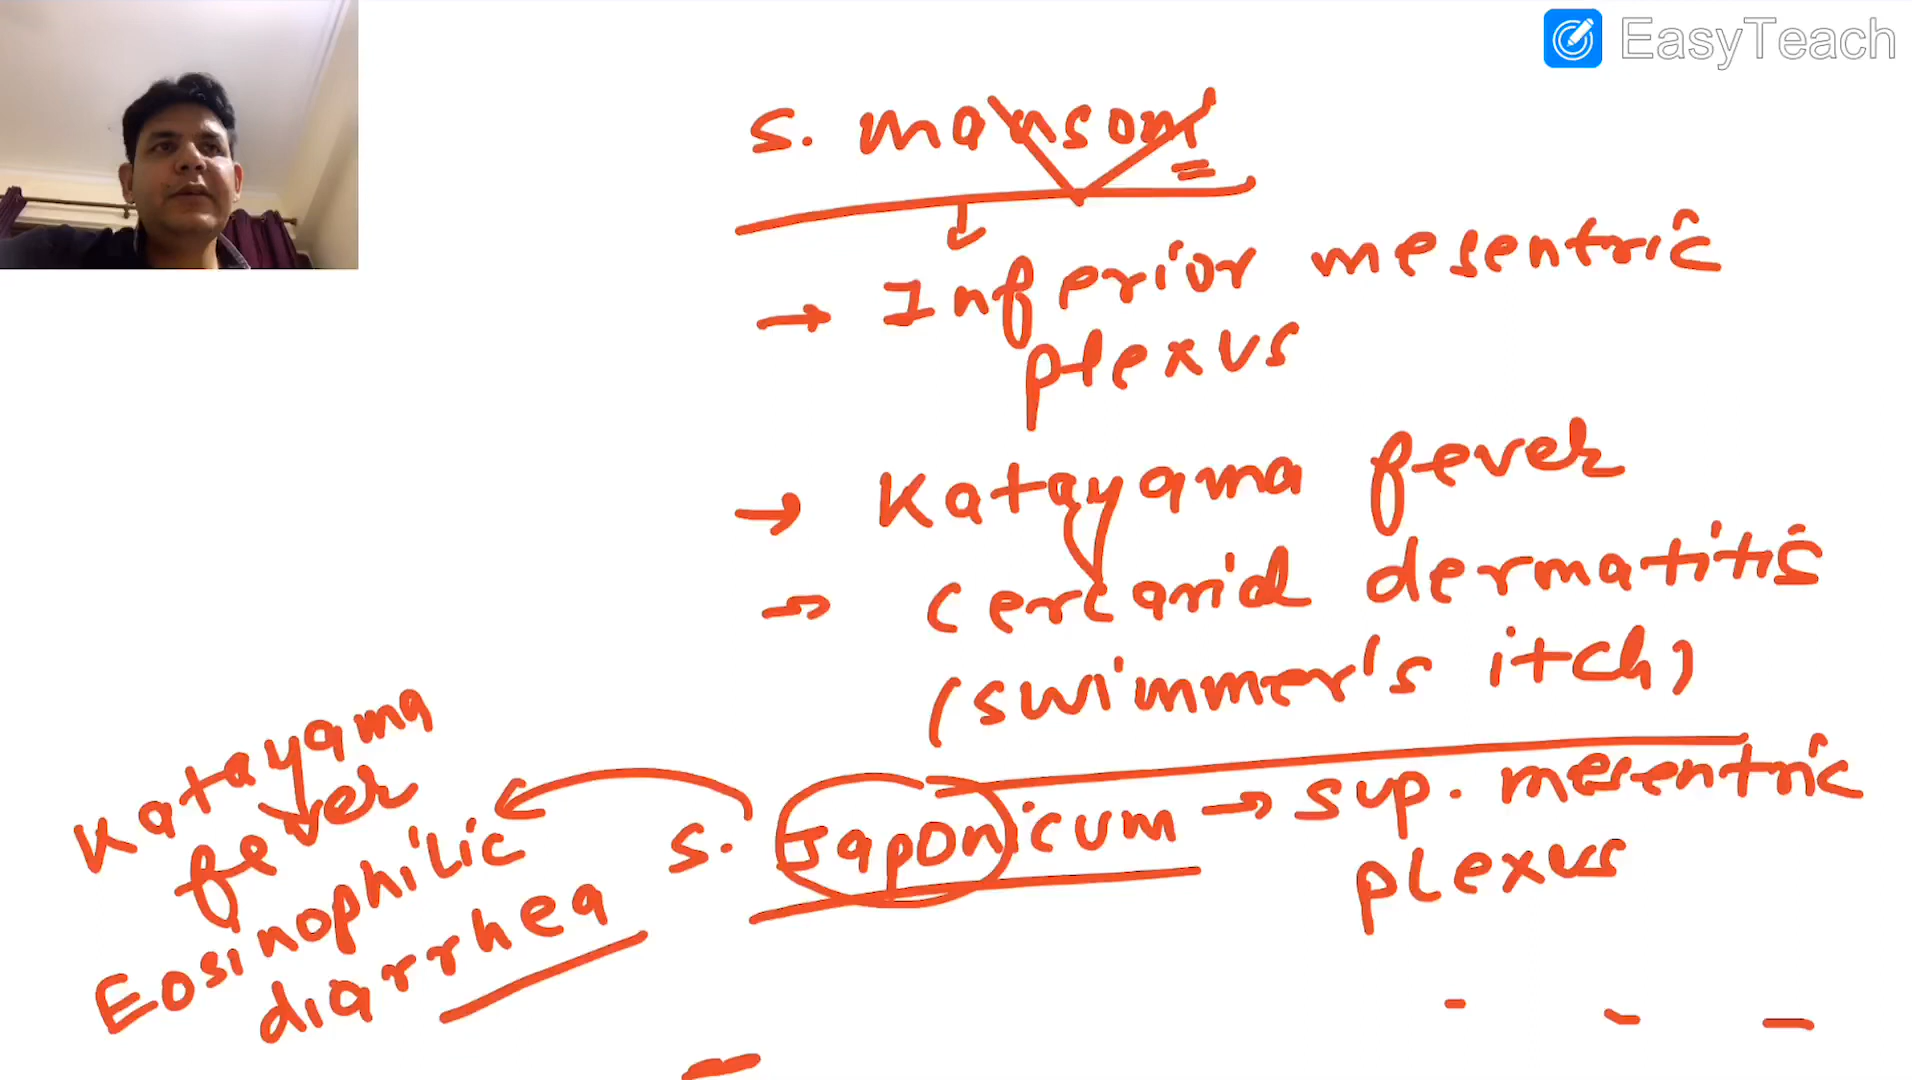 EasyTeach
S. mansoni
→ Inferior mesentric
plexus
→ Katayama fever
→ cercarial dermatitis
(swimmer's itch)
S. Japonicum → sup. mesentric
plexus
Katayama
fever
Eosinophilic
diarrhea